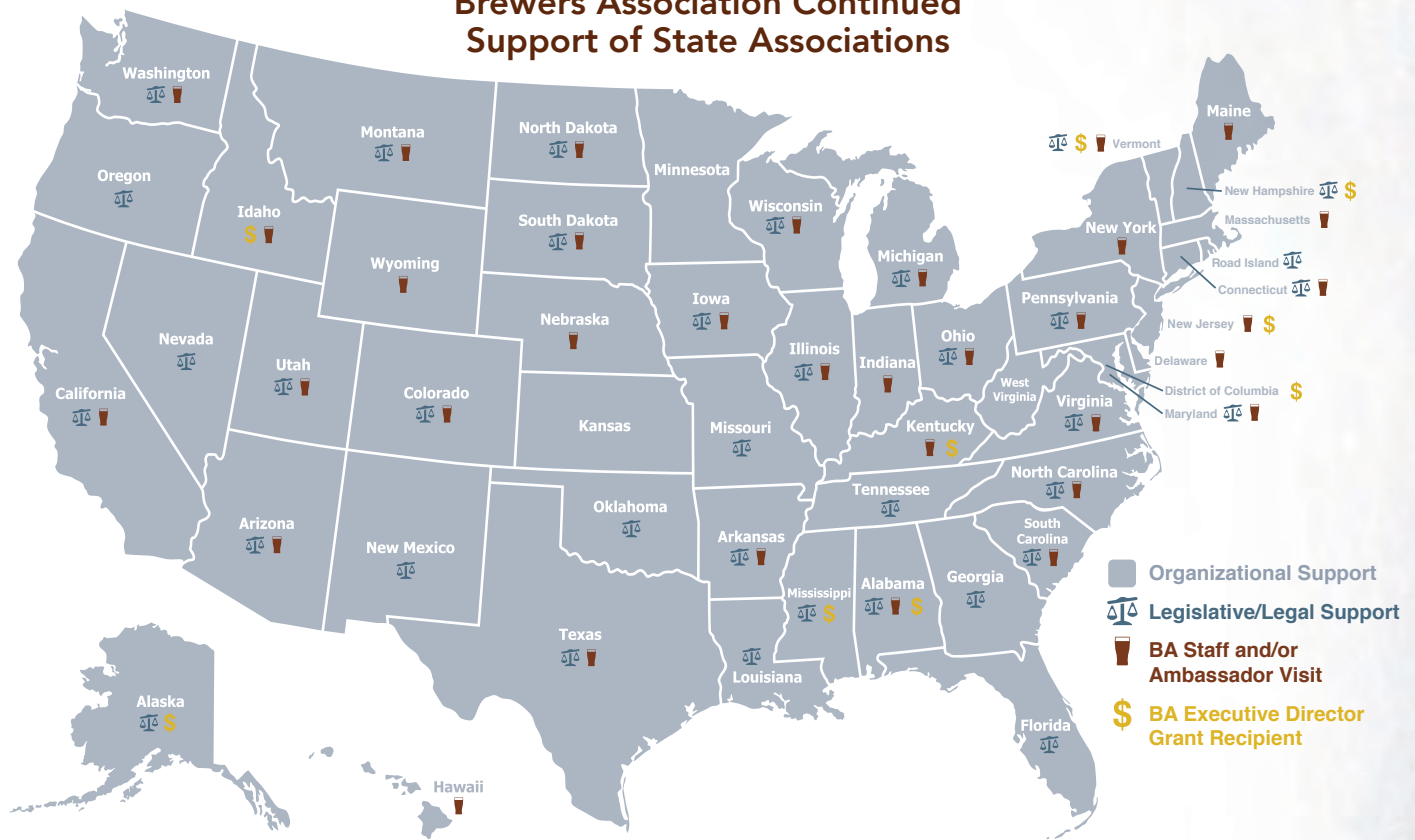 Brewers Association Continued
Support of State Associations
Washington
Montana
North Dakota
Minnesota
Maine
$ Vermont
Oregon
Idaho
$
Wyoming
South Dakota
Wisconsin
Michigan
New York
New Hampshire $
Massachusetts
Road Island
Connecticut
Nevada
Utah
Nebraska
Iowa
Illinois
Indiana
Ohio
Pennsylvania
New Jersey $
Delaware
District of Columbia $
Maryland
California
Colorado
Kansas
Missouri
Kentucky
$
West
Virginia
Virginia
Arizona
New Mexico
Oklahoma
Arkansas
Tennessee
North Carolina
South
Carolina
Texas
Louisiana
Mississippi
$
Alabama
$
Georgia
Florida
Alaska
$
Hawaii
Organizational Support
Legislative/Legal Support
BA Staff and/or
Ambassador Visit
$ BA Executive Director
Grant Recipient